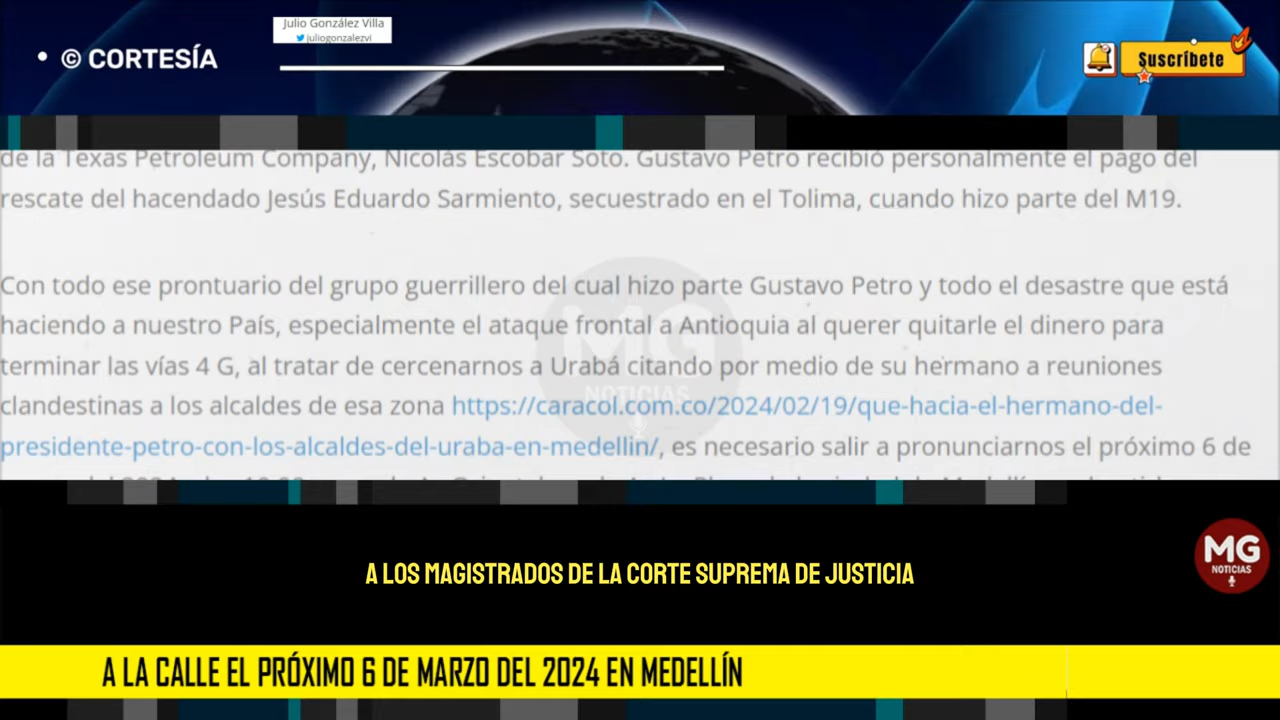 Julio González Villa
juliogonzalezvi
• © CORTESÍA
Suscríbete
de la Texas Petroleum Company, Nicolás Escobar Soto. Gustavo Petro recibió personalmente el pago del
rescate del hacendado Jesús Eduardo Sarmiento, secuestrado en el Tolima, cuando hizo parte del M19.
Con todo ese prontuario del grupo guerrillero del cual hizo parte Gustavo Petro y todo el desastre que está
haciendo a nuestro País, especialmente el ataque frontal a Antioquia al querer quitarle el dinero para
terminar las vías 4 G, al tratar de cercenarnos a Urabá citando por medio de su hermano a reuniones
clandestinas a los alcaldes de esa zona https://caracol.com.co/2024/02/19/que-hacia-el-hermano-del-
presidente-petro-con-los-alcaldes-del-uraba-en-medellin/, es necesario salir a pronunciarnos el próximo 6 de
MG
NOTICIAS
A LOS MAGISTRADOS DE LA CORTE SUPREMA DE JUSTICIA
MG
NOTICIAS
A LA CALLE EL PRÓXIMO 6 DE MARZO DEL 2024 EN MEDELLÍN